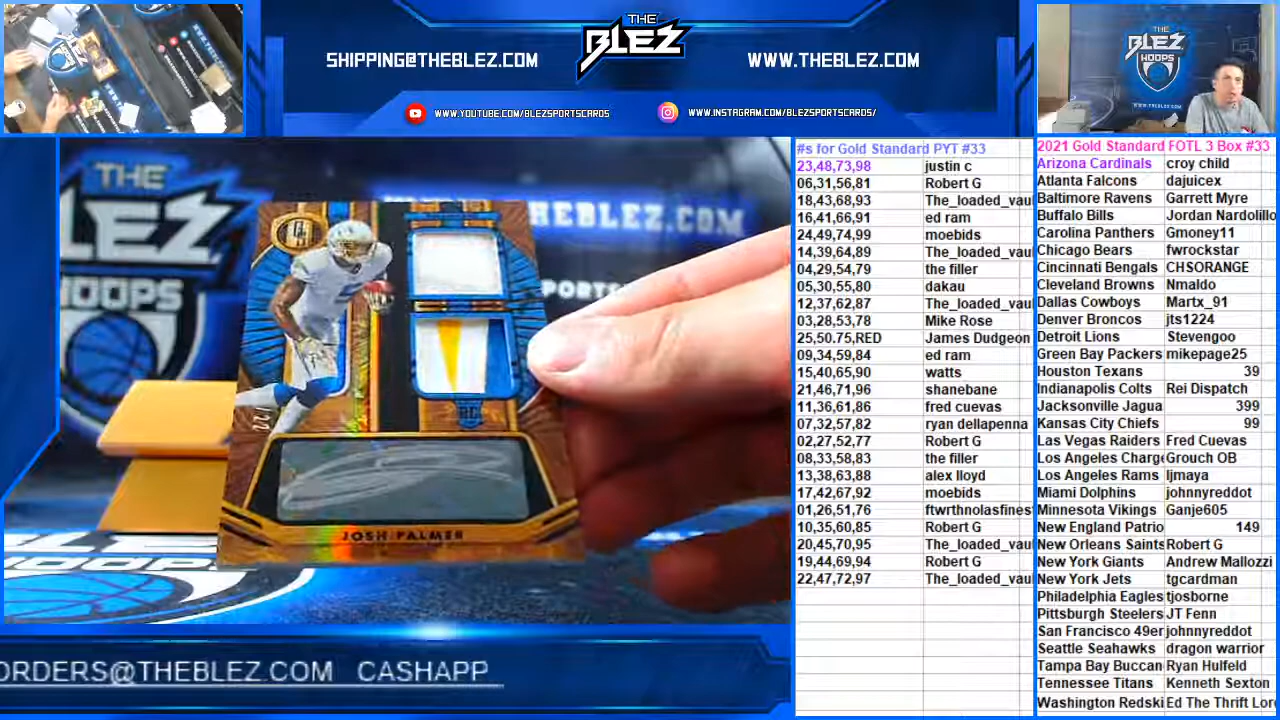 THE
BLEZ
SHIPPING@THEBLEZ.COM
WWW.THEBLEZ.COM
WWW.YOUTUBE.COM/BLEZSPORTSCARDS
WWW.INSTAGRAM.COM/BLEZSPORTSCARDS/
THE
BLEZ
HOOPS
THE
BLEZ
HOOPS
HEBLEZ.COM
SPORTS
RC
JOSH PALMER
ORDERS@THEBLEZ.COM CASHAPP
#s for Gold Standard PYT #33
23,48,73,98 justin c
06,31,56,81 Robert G
18,43,68,93 The_loaded_vau
16,41,66,91 ed ram
24,49,74,99 moebids
14,39,64,89 The_loaded_vau
04,29,54,79 the filler
05,30,55,80 dakau
12,37,62,87 The_loaded_vau
03,28,53,78 Mike Rose
25,50.75,RED James Dudgeon
09,34,59,84 ed ram
15,40,65,90 watts
21,46,71,96 shanebane
11,36,61,86 fred cuevas
07,32,57,82 ryan dellapenna
02,27,52,77 Robert G
08,33,58,83 the filler
13,38,63,88 alex lloyd
17,42,67,92 moebids
01,26,51,76 ftwrthnolasfines
10,35,60,85 Robert G
20,45,70,95 The_loaded_vau
19,44,69,94 Robert G
22,47,72,97 The_loaded_vau
2021 Gold Standard FOTL 3 Box #33
Arizona Cardinals croy child
Atlanta Falcons dajuicex
Baltimore Ravens Garrett Myre
Buffalo Bills Jordan Nardolillo
Carolina Panthers Gmoney11
Chicago Bears fwrockstar
Cincinnati Bengals CHSORANGE
Cleveland Browns Nmaldo
Dallas Cowboys Martx_91
Denver Broncos jts1224
Detroit Lions Stevengoo
Green Bay Packers mikepage25
Houston Texans 39
Indianapolis Colts Rei Dispatch
Jacksonville Jagua 399
Kansas City Chiefs 99
Las Vegas Raiders Fred Cuevas
Los Angeles Charge Grouch OB
Los Angeles Rams ljmaya
Miami Dolphins johnnyreddot
Minnesota Vikings Ganje605
New England Patrio 149
New Orleans Saints Robert G
New York Giants Andrew Mallozzi
New York Jets tgcardman
Philadelphia Eagles tjosborne
Pittsburgh Steelers JT Fenn
San Francisco 49er johnnyreddot
Seattle Seahawks dragon warrior
Tampa Bay Buccan Ryan Hulfeld
Tennessee Titans Kenneth Sexton
Washington Redski Ed The Thrift Lor